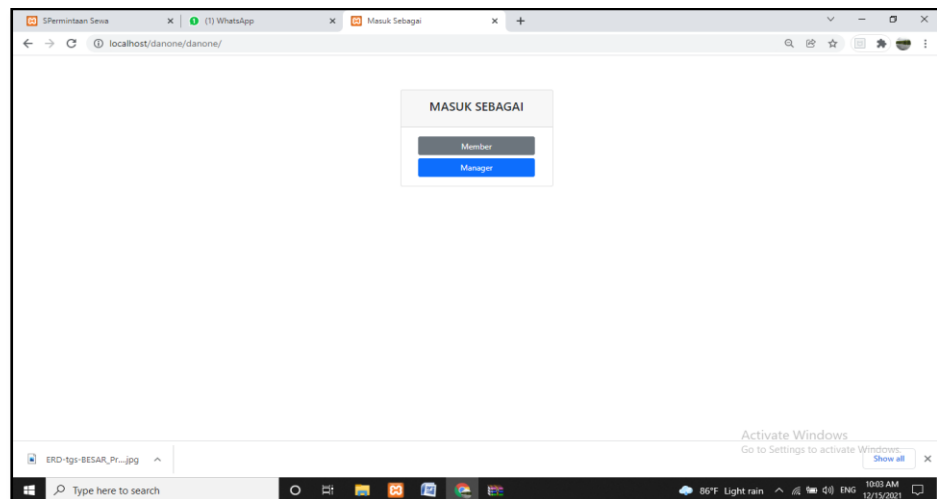 SPermintaan Sewa
(1) WhatsApp
Masuk Sebagai
localhost/danone/danone/
MASUK SEBAGAI
Member
Manager
Activate Windows
Go to Settings to activate Windows.
ERD-tgs-BESAR_Pr....jpg
Show all
Type here to search
86°F Light rain
ENG
10:03 AM
12/15/2021